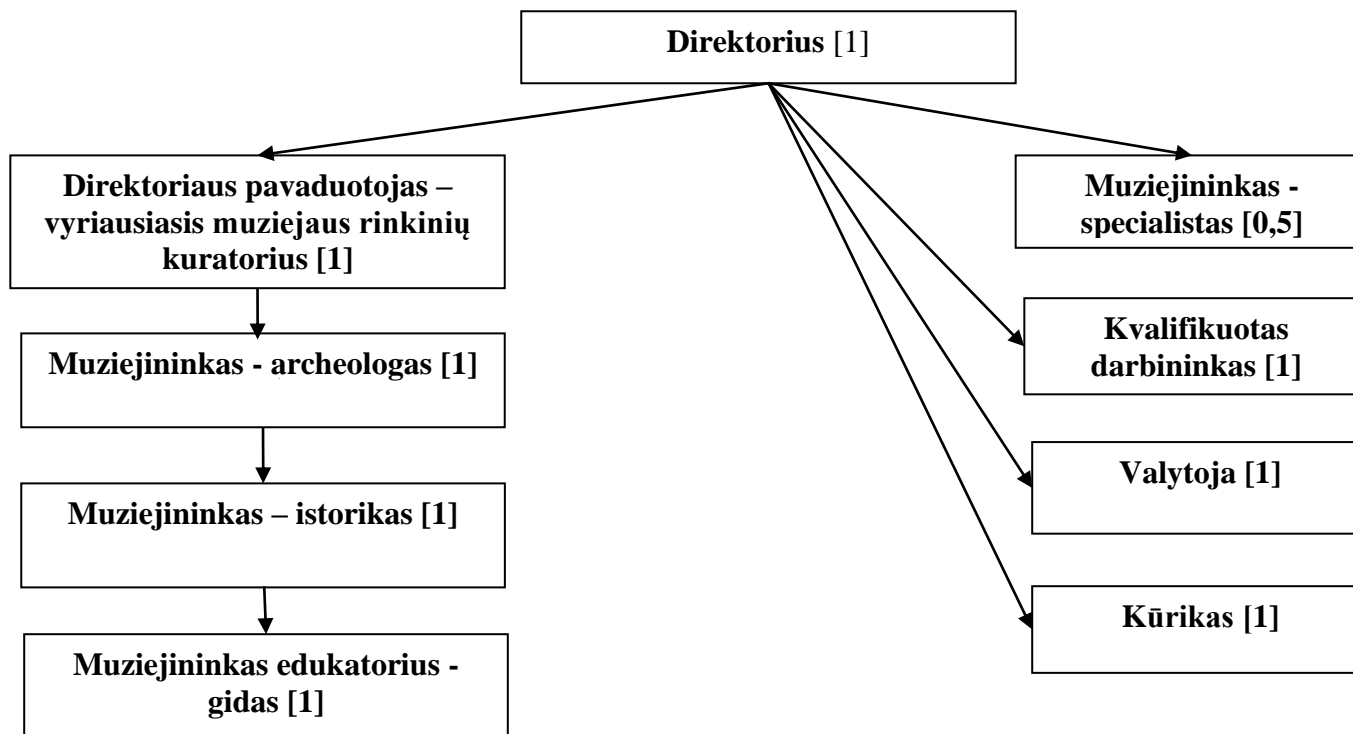 Direktorius [1]
Direktoriaus pavaduotojas –
vyriausiasis muziejaus rinkinių
kuratorius [1]
Muziejininkas - archeologas [1]
Muziejininkas – istorikas [1]
Muziejininkas edukatorius -
gidas [1]
Muziejininkas -
specialistas [0,5]
Kvalifikuotas
darbininkas [1]
Valytoja [1]
Kūrikas [1]